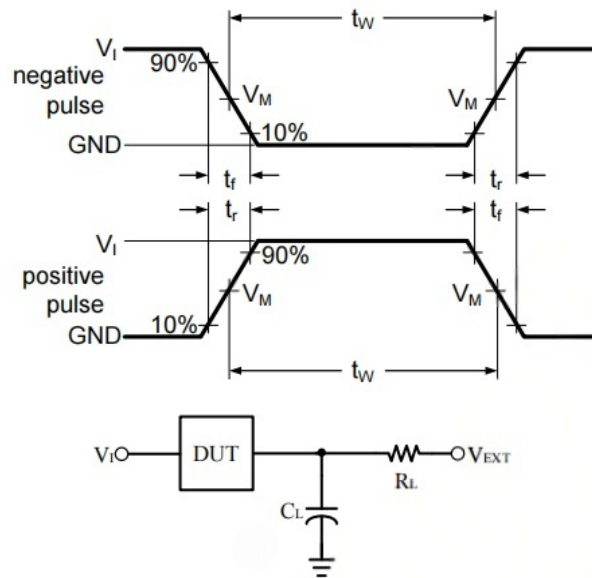 tW
VI
90%
negative
pulse
VM
VM
10%
GND
tf
tr
tr
tf
VI
90%
positive
pulse
VM
VM
10%
GND
tW
VI
DUT
VEXT
RL
CL